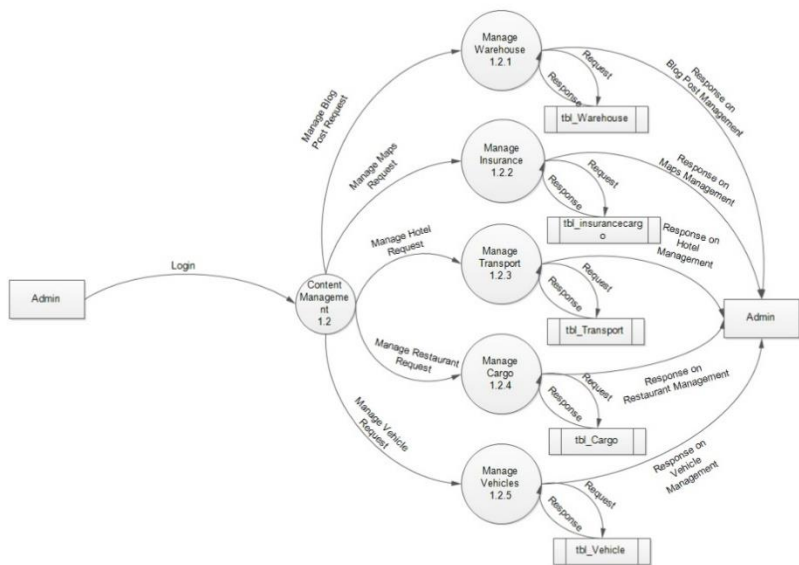 Manage
Warehouse
1.2.1
Request
Response
tbl_Warehouse
Response on
Blog Post Management
Manage Blog
Post Request
Manage
Insurance
1.2.2
Request
Response
tbl_insurancecarg
o
Response on
Maps Management
Manage Maps
Request
Manage
Transport
1.2.3
Request
Response
tbl_Transport
Response on
Hotel
Management
Manage Hotel
Request
Login
Admin
Content
Manageme
nt
1.2
Admin
Manage Restaurant
Request
Manage
Cargo
1.2.4
Request
Response
tbl_Cargo
Response on
Restaurant Management
Manage Vehicle
Request
Manage
Vehicles
1.2.5
Request
Response
tbl_Vehicle
Response on
Vehicle
Management